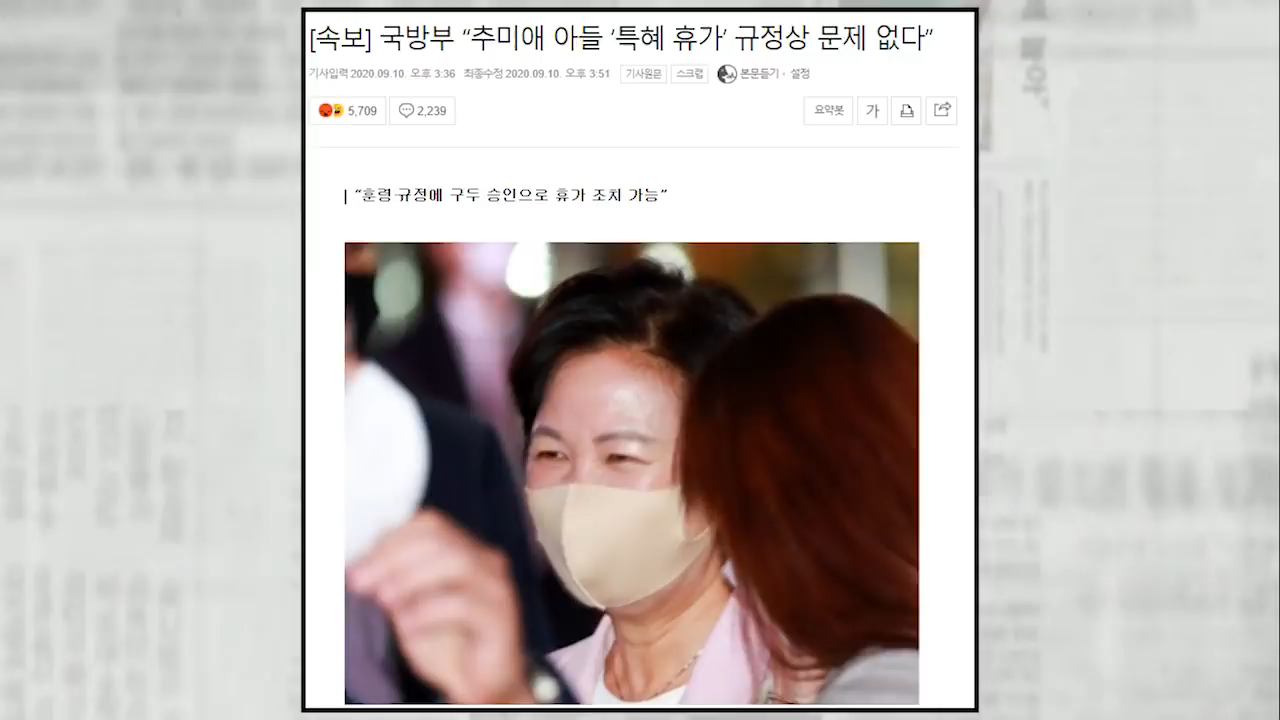 [속보] 국방부 “추미애 아들 ‘특혜 휴가’ 규정상 문제 없다”
기사입력 2020.09.10. 오후 3:36 최종수정 2020.09.10. 오후 3:51 기사원문 스크랩 본문듣기 · 설정
5,709 2,239 요약봇 가
| “훈령·규정에 구두 승인으로 휴가 조치 가능”